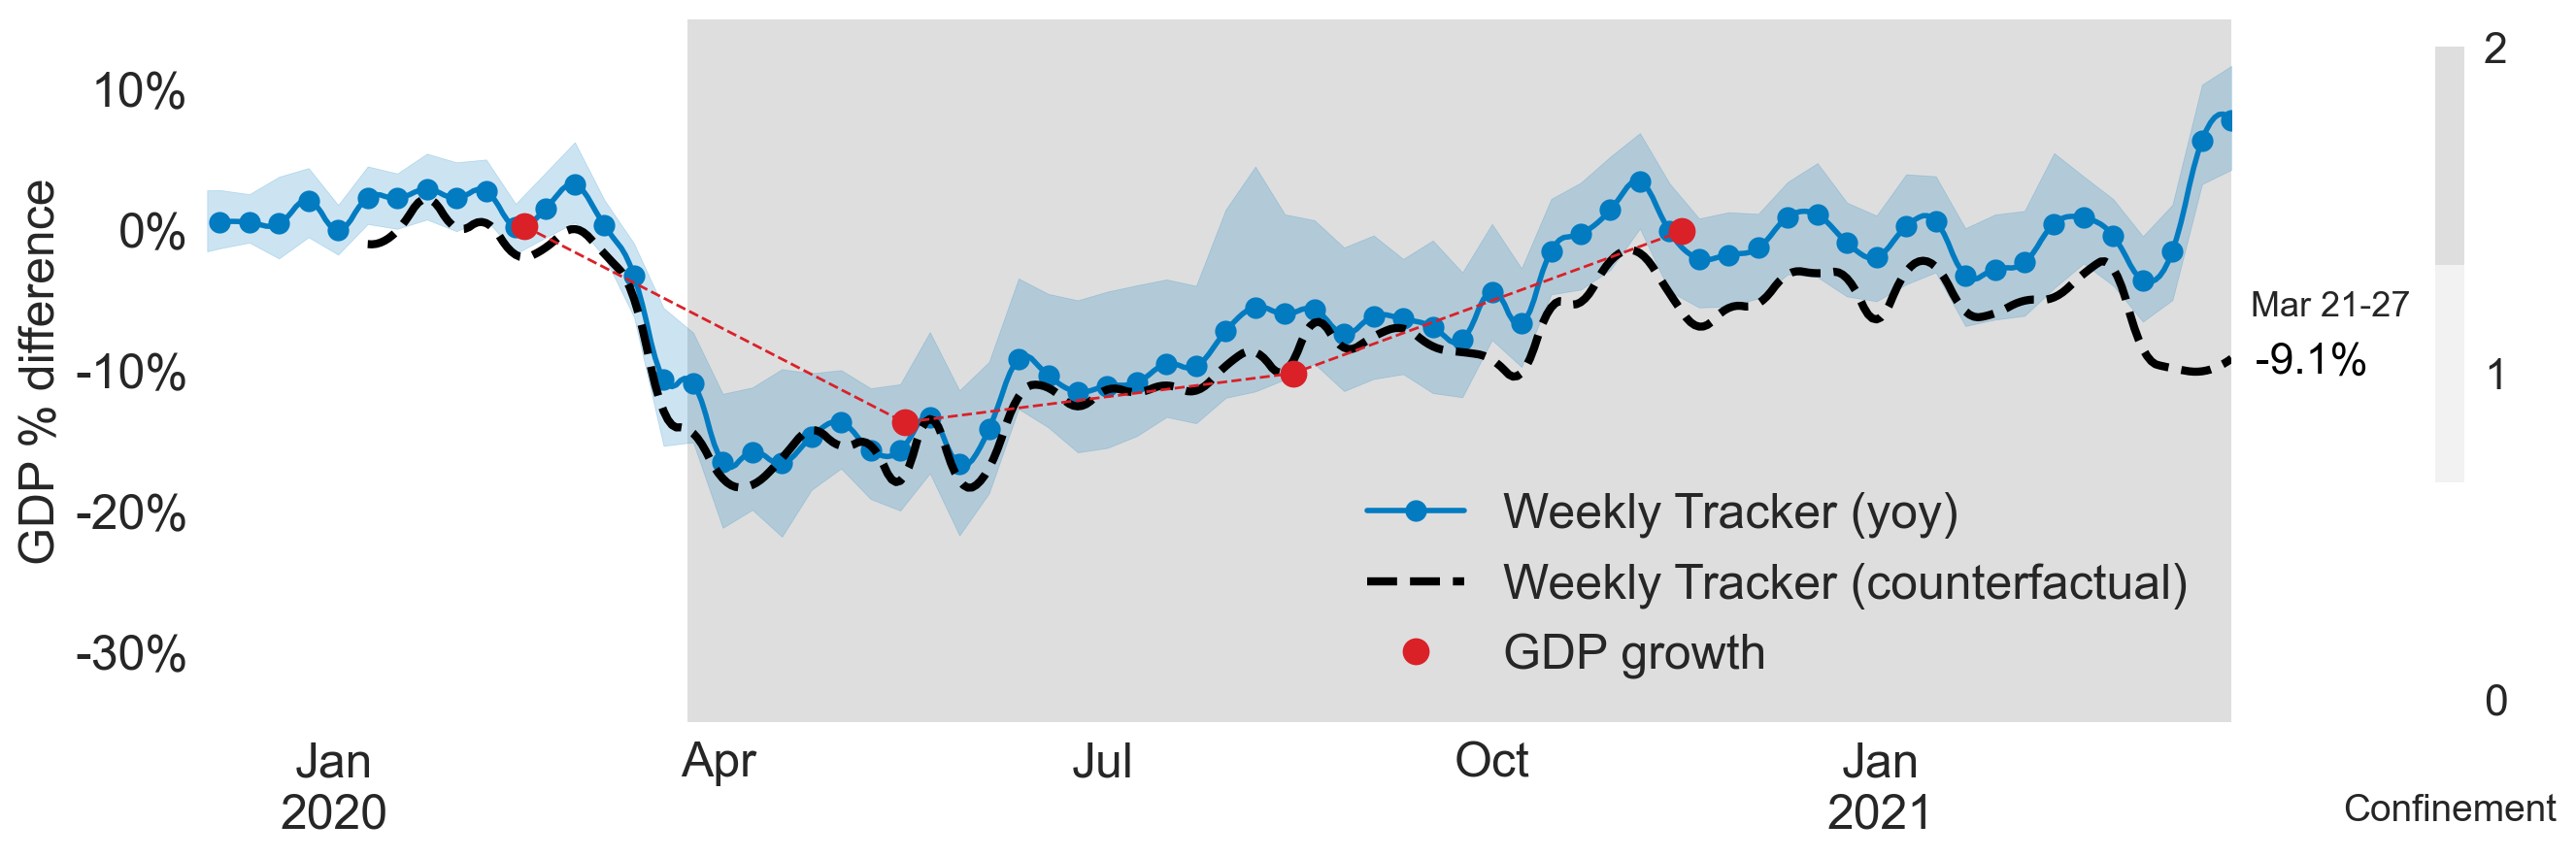 GDP % difference
10%
0%
-10%
-20%
-30%
Weekly Tracker (yoy)
Weekly Tracker (counterfactual)
GDP growth
Jan
2020
Apr
Jul
Oct
Jan
2021
Mar 21-27
-9.1%
2
1
0
Confinement